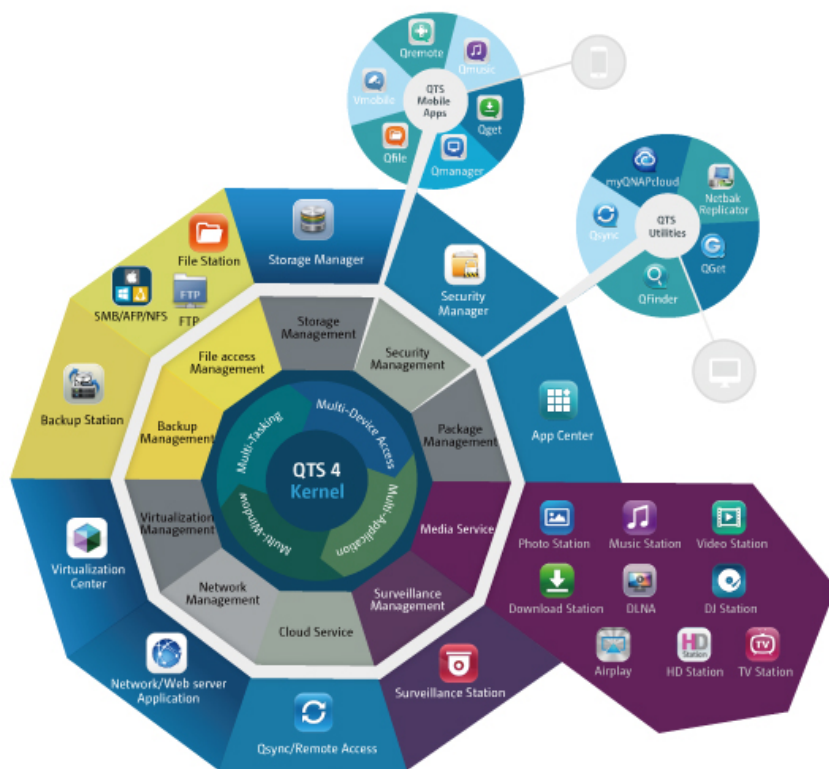 Qremote
Qmusic
Vmobile
QTS
Mobile
Apps
Qget
Qfile
Qmanager
myQNAPcloud
Netbak
Replicator
Qsync
QTS
Utilities
QGet
QFinder
File Station
Storage Manager
SMB/AFP/NFS
FTP
FTP
Security
Manager
Backup Station
App Center
Storage
Management
File access
Management
Security
Management
Backup
Management
Package
Management
Multi-Tasking
Multi-Device Access
QTS 4
Kernel
Multi-Window
Multi-Application
Virtualization
Management
Media Service
Network
Management
Surveillance
Management
Cloud Service
Virtualization
Center
Network/Web server
Application
Qsync/Remote Access
Surveillance Station
Photo Station
Music Station
Video Station
Download Station
DLNA
DJ Station
Airplay
HD
Station
HD Station
TV
TV Station